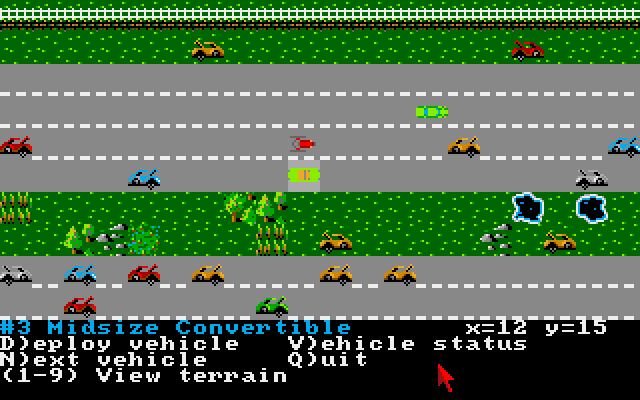 #3 Midsize Convertible x=12 y=15
D)eploy vehicle V)ehicle status
N)ext vehicle Q)uit
(1-9) View terrain